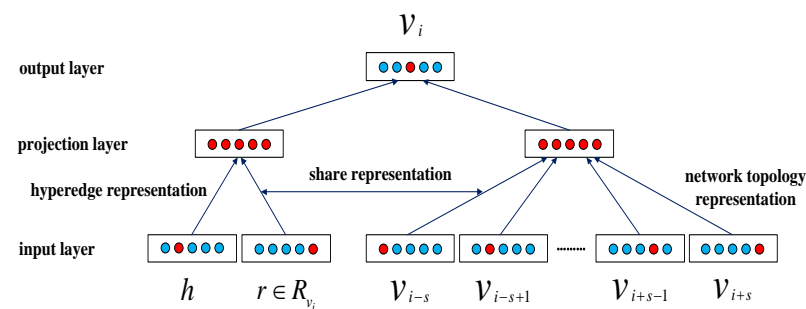 v_i
output layer
projection layer
hyperedge representation
share representation
network topology
representation
input layer
.........
h
r ∈ R_{v_i}
v_{i-s}
v_{i-s+1}
v_{i+s-1}
v_{i+s}